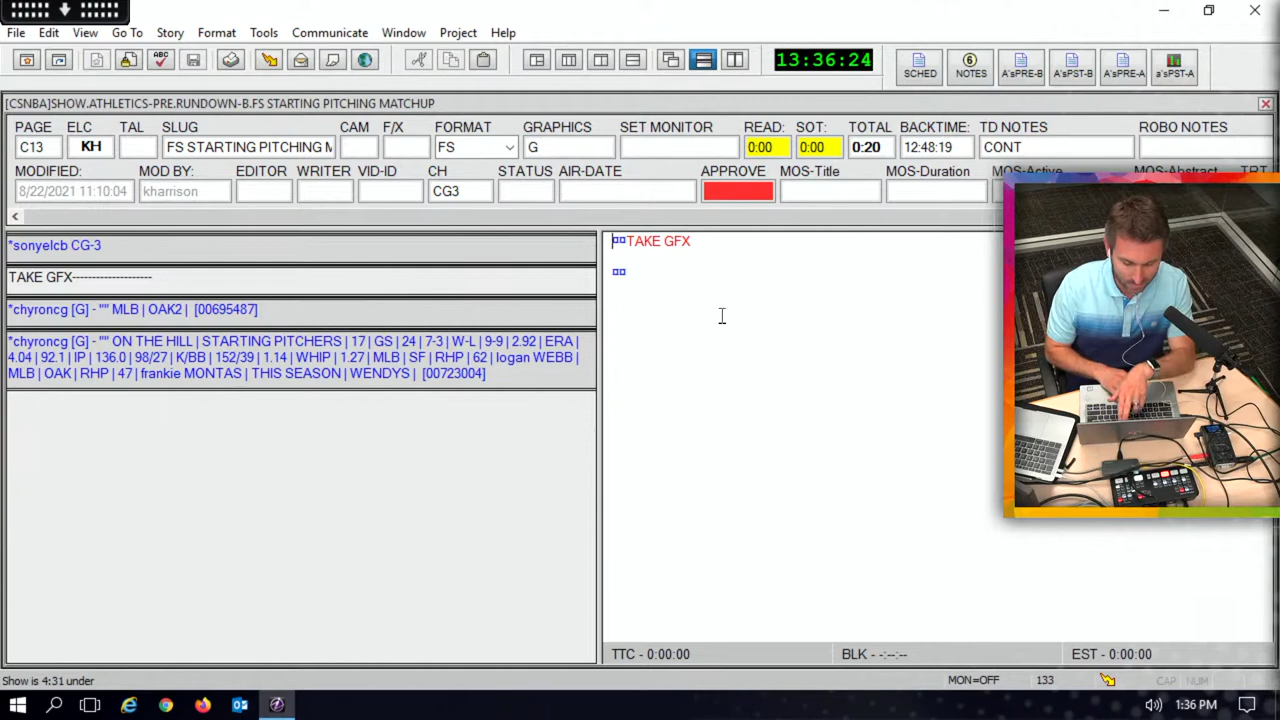 File Edit View Go To Story Format Tools Communicate Window Project Help
ABC
13:36:24
SCHED NOTES A'sPRE-B A'sPST-B A'sPRE-A a'sPST-A
[CSNBA]SHOW.ATHLETICS-PRE.RUNDOWN-B.FS STARTING PITCHING MATCHUP
PAGE ELC TAL SLUG CAM F/X FORMAT GRAPHICS SET MONITOR READ: SOT: TOTAL BACKTIME: TD NOTES ROBO NOTES
C13 KH FS STARTING PITCHING M FS G 0:00 0:00 0:20 12:48:19 CONT
MODIFIED: MOD BY: EDITOR WRITER VID-ID CH STATUS AIR-DATE APPROVE MOS-Title MOS-Duration MOS-Active MOS-Abstract TRT
8/22/2021 11:10:04 kharrison CG3
*sonyelcb CG-3
TAKE GFX--------------------
*chyroncg [G] - "" MLB | OAK2 | [00695487]
*chyroncg [G] - "" ON THE HILL | STARTING PITCHERS | 17 | GS | 24 | 7-3 | W-L | 9-9 | 2.92 | ERA |
4.04 | 92.1 | IP | 136.0 | 98/27 | K/BB | 152/39 | 1.14 | WHIP | 1.27 | MLB | SF | RHP | 62 | logan WEBB |
MLB | OAK | RHP | 47 | frankie MONTAS | THIS SEASON | WENDYS | [00723004]
¤¤TAKE GFX
¤¤
TTC - 0:00:00 BLK - -:--:-- EST - 0:00:00
Show is 4:31 under MON=OFF 133 CAP NUM
1:36 PM